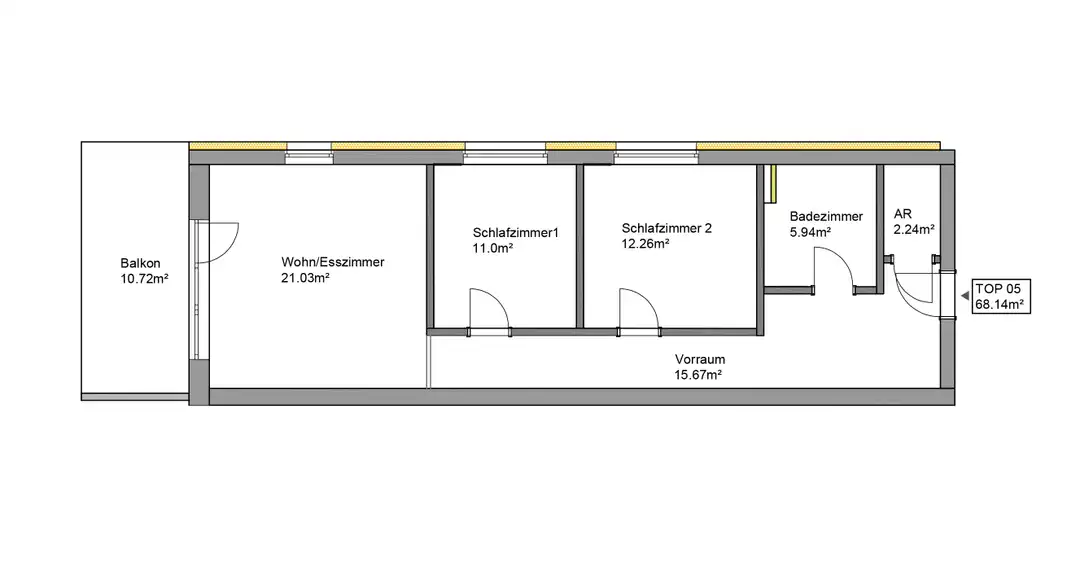 Balkon
10.72m²
Wohn/Esszimmer
21.03m²
Schlafzimmer1
11.0m²
Schlafzimmer 2
12.26m²
Badezimmer
5.94m²
AR
2.24m²
TOP 05
68.14m²
Vorraum
15.67m²